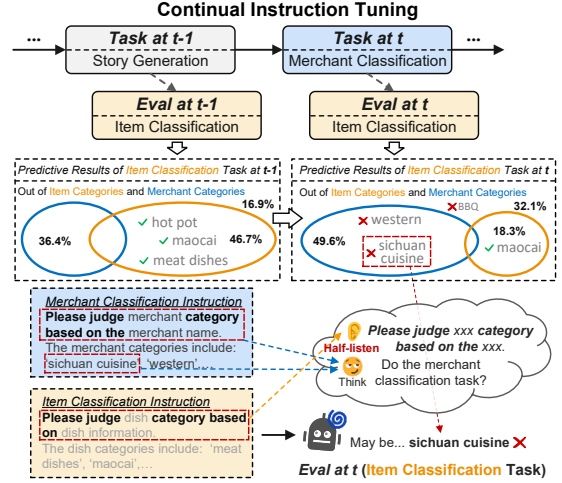 Continual Instruction Tuning
...
Task at t-1
Story Generation
Task at t
Merchant Classification
...
Eval at t-1
Item Classification
Eval at t
Item Classification
Predictive Results of Item Classification Task at t-1
Out of Item Categories and Merchant Categories
16.9%
36.4%
hot pot
maocai
46.7%
meat dishes
Predictive Results of Item Classification Task at t
Out of Item Categories and Merchant Categories
BBQ
32.1%
western
49.6%
sichuan
cuisine
18.3%
maocai
Merchant Classification Instruction
Please judge merchant category
based on the merchant name.
The merchant categories include:
'sichuan cuisine', 'western',...
Item Classification Instruction
Please judge dish category based
on dish information.
The dish categories include: 'meat
dishes', 'maocai',...
Half-listen
Think
Please judge xxx category
based on the xxx.
Do the merchant
classification task?
May be... sichuan cuisine
Eval at t (Item Classification Task)